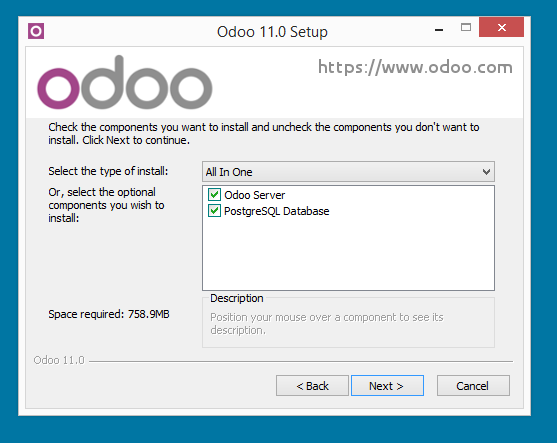 Odoo 11.0 Setup
odoo
https://www.odoo.com
Check the components you want to install and uncheck the components you don't want to
install. Click Next to continue.
Select the type of install:
All In One
Or, select the optional
components you wish to
install:
Odoo Server
PostgreSQL Database
Space required: 758.9MB
Description
Position your mouse over a component to see its
description.
Odoo 11.0
< Back
Next >
Cancel